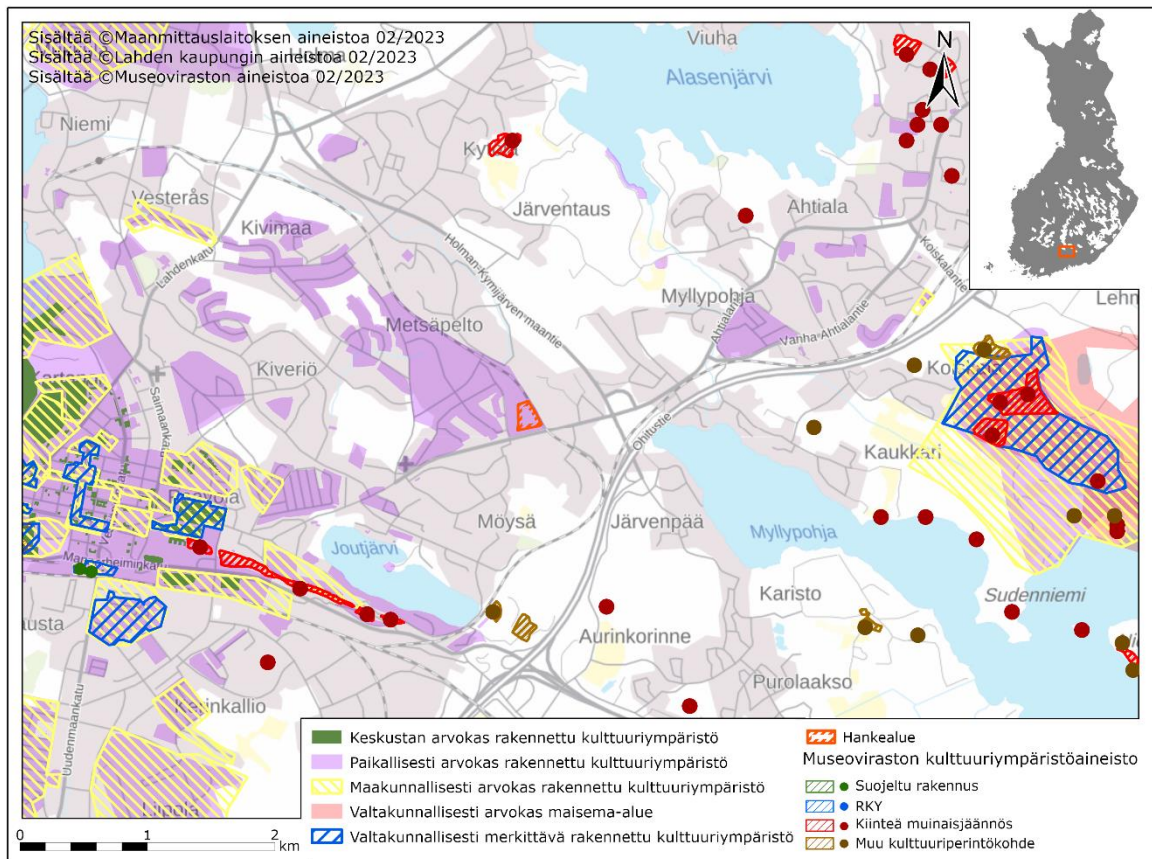 Sisältää ©Maanmittauslaitoksen aineistoa 02/2023
Sisältää ©Lahden kaupungin aineistoa 02/2023
Sisältää ©Museoviraston aineistoa 02/2023
Holma
Viuha
N
Alasenjärvi
Niemi
Vesterås
Kivimaa
Lahdenkatu
Järventaus
Ahtiala
Holman-Kymijärven maantie
Koiskalantie
Myllypohja
Metsäpelto
Vanha Ahtialantie
Kiveriö
Saimaankatu
Ohitustie
Kaukkari
Möysä
Järvenpää
Myllypohja
Joutjärvi
Karisto
Sudenniemi
Aurinkorinne
Purolaakso
Kerinkallio
Uudenmaankatu
Liipola
Keskustan arvokas rakennettu kulttuuriympäristö
Paikallisesti arvokas rakennettu kulttuuriympäristö
Maakunnallisesti arvokas rakennettu kulttuuriympäristö
Valtakunnallisesti arvokas maisema-alue
Valtakunnallisesti merkittävä rakennettu kulttuuriympäristö
Hankealue
Museoviraston kulttuuriympäristöaineisto
Suojeltu rakennus
RKY
Kiinteä muinaisjäännös
Muu kulttuuriperintökohde
0 1 2
km